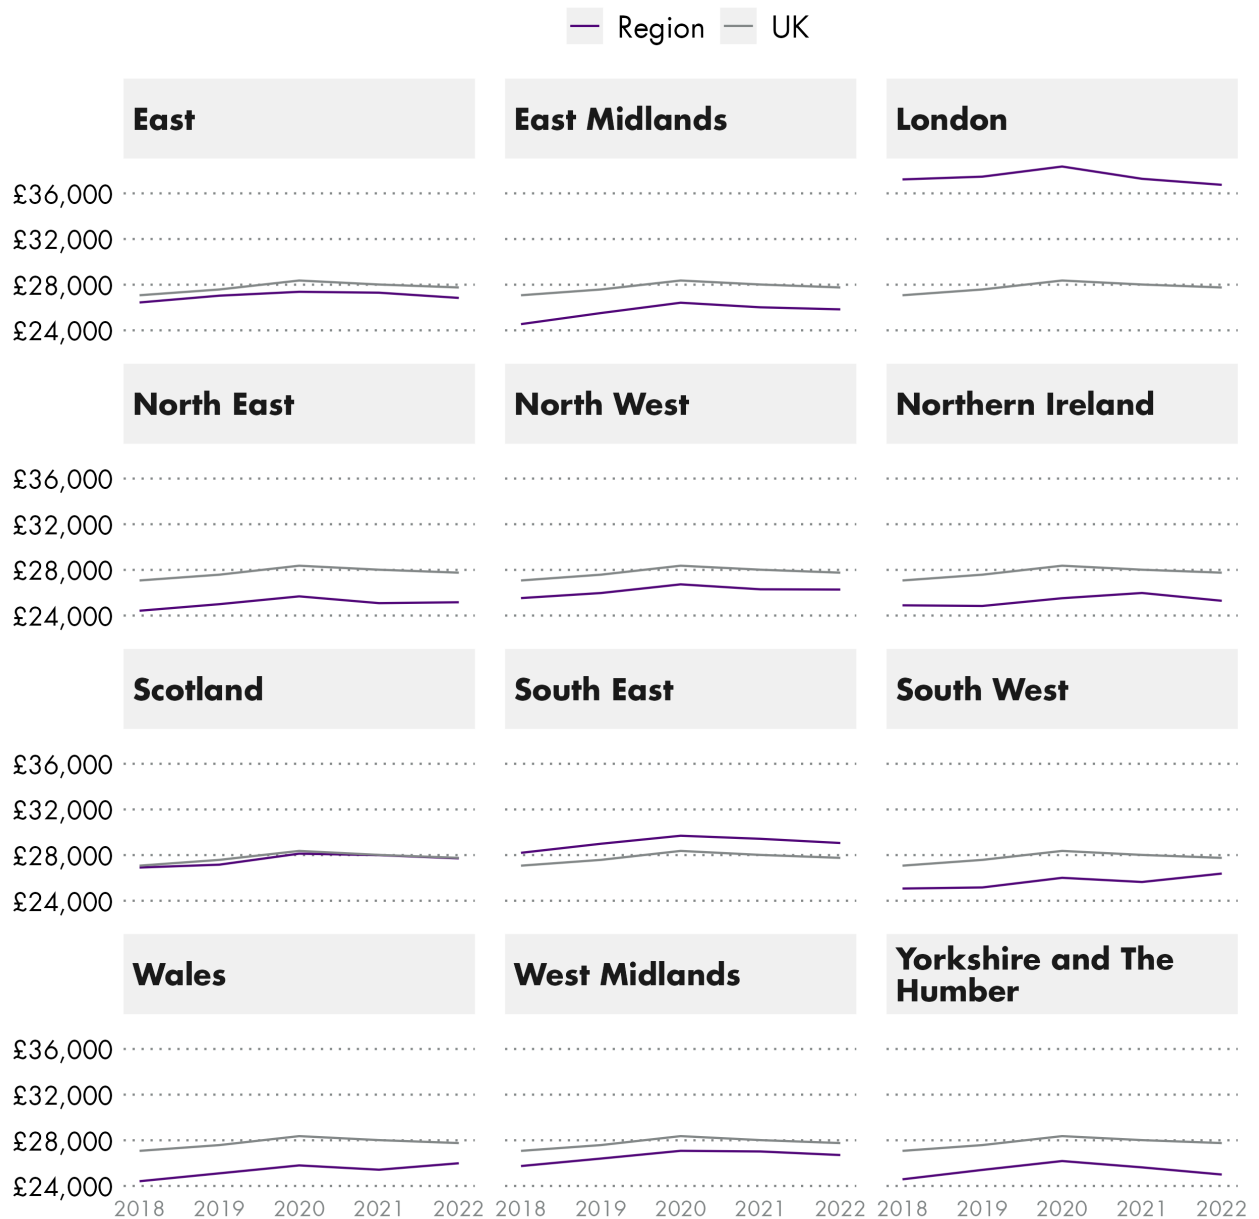 Region UK
East East Midlands London
£36,000
£32,000
£28,000
£24,000
North East North West Northern Ireland
£36,000
£32,000
£28,000
£24,000
Scotland South East South West
£36,000
£32,000
£28,000
£24,000
Wales West Midlands Yorkshire and The
Humber
£36,000
£32,000
£28,000
£24,000
2018 2019 2020 2021 2022 2018 2019 2020 2021 2022 2018 2019 2020 2021 2022